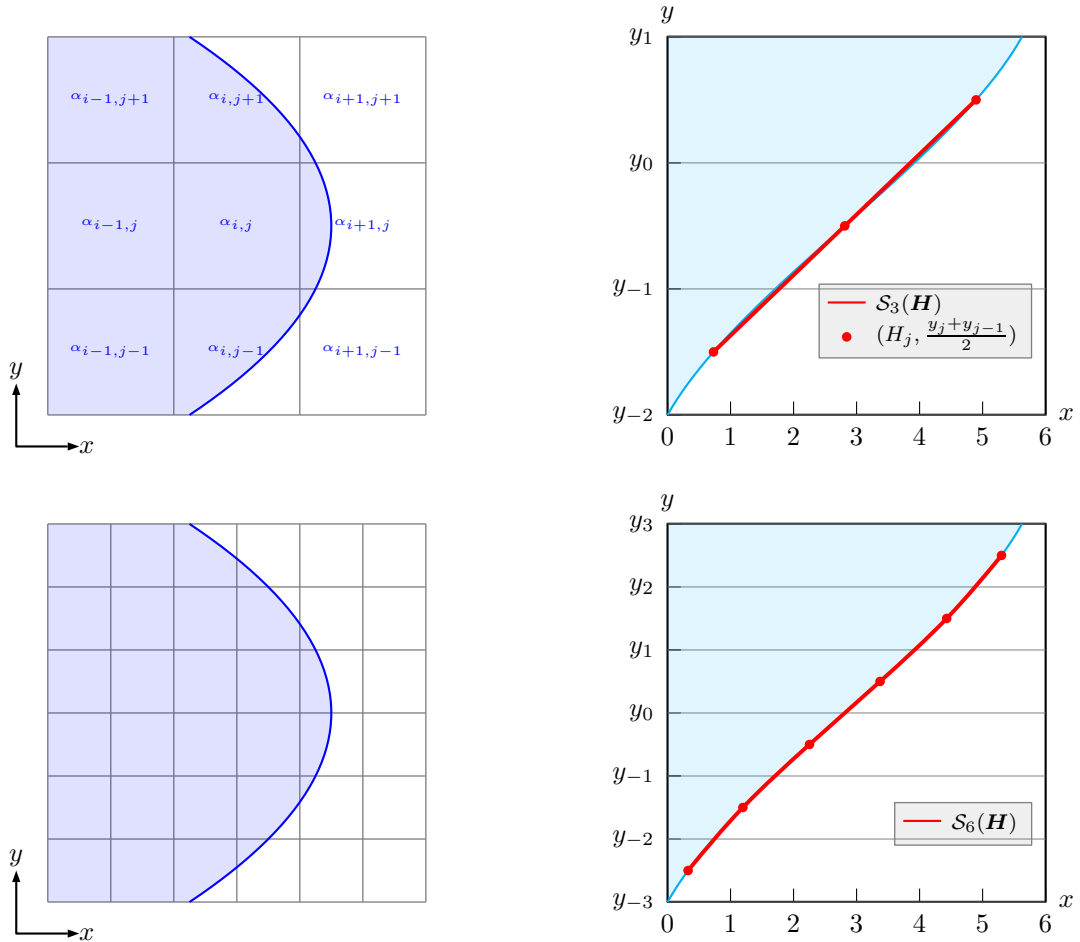 α_{i−1,j+1} α_{i,j+1} α_{i+1,j+1}
α_{i−1,j} α_{i,j} α_{i+1,j}
α_{i−1,j−1} α_{i,j−1} α_{i+1,j−1}
y
x
y
y_1
y_0
y_{−1}
y_{−2}
0 1 2 3 4 5 6
x
𝒮_3(𝑯)
(H_j, \frac{y_j+y_{j−1}}{2})
y
x
y
y_3
y_2
y_1
y_0
y_{−1}
y_{−2}
y_{−3}
0 1 2 3 4 5 6
x
𝒮_6(𝑯)